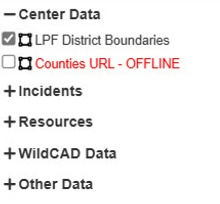 Center Data
LPF District Boundaries
Counties URL - OFFLINE
Incidents
Resources
WildCAD Data
Other Data